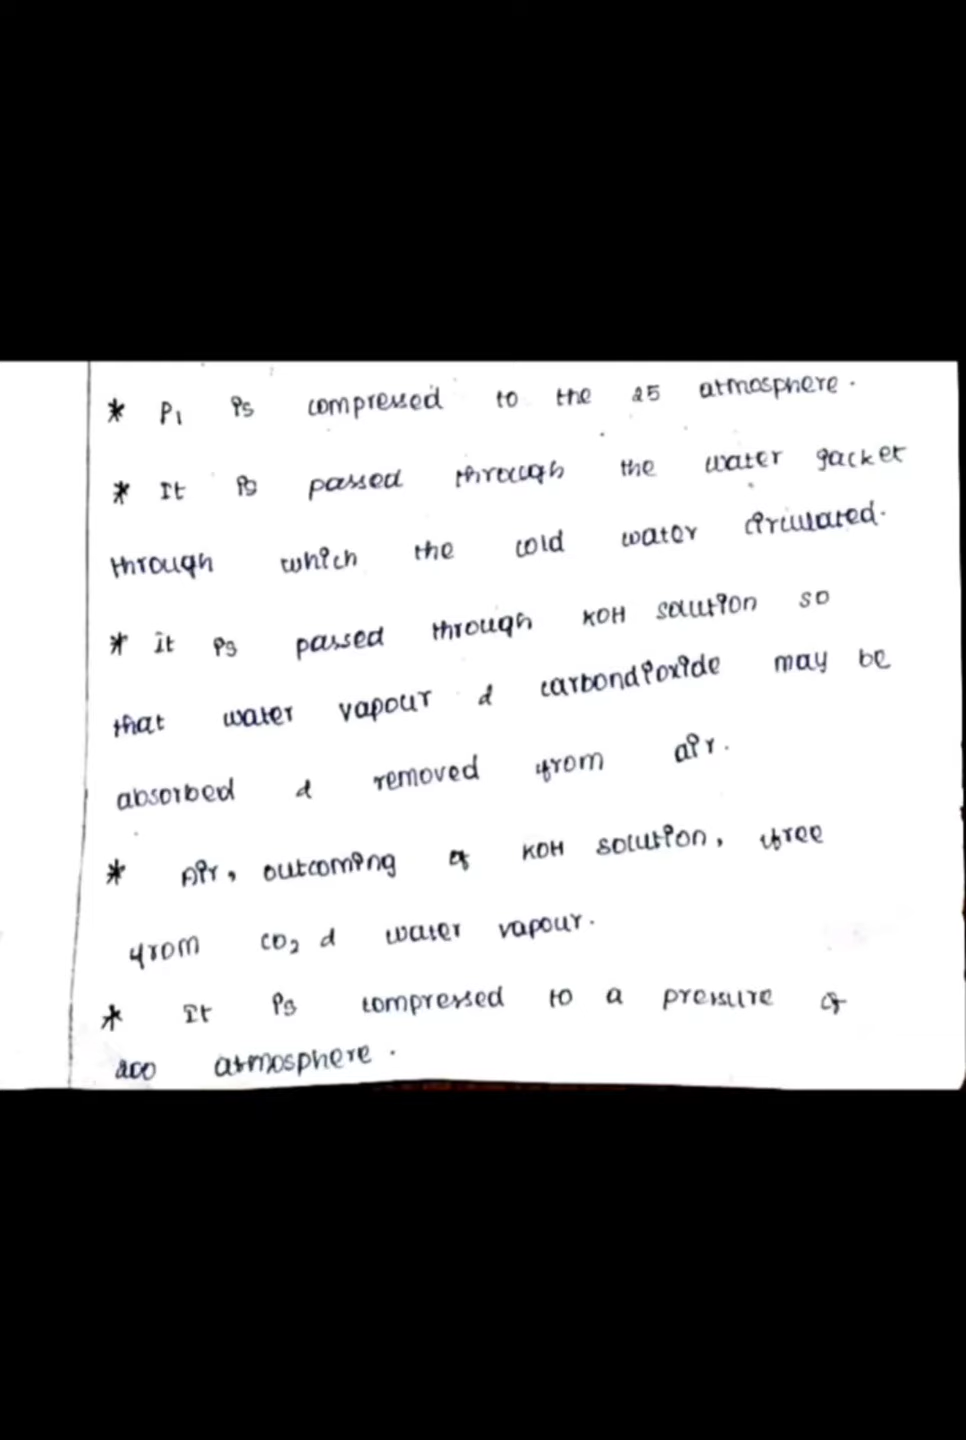 * P1 is compressed to the 25 atmosphere.
* It is passed through the water jacket
through which the cold water circulated.
* it is passed through KOH solution so
that water vapour & carbondioxide may be
absorbed & removed from air.
* Air, outcoming of KOH solution, free
from CO2 & water vapour.
* It is compressed to a pressure of
200 atmosphere.